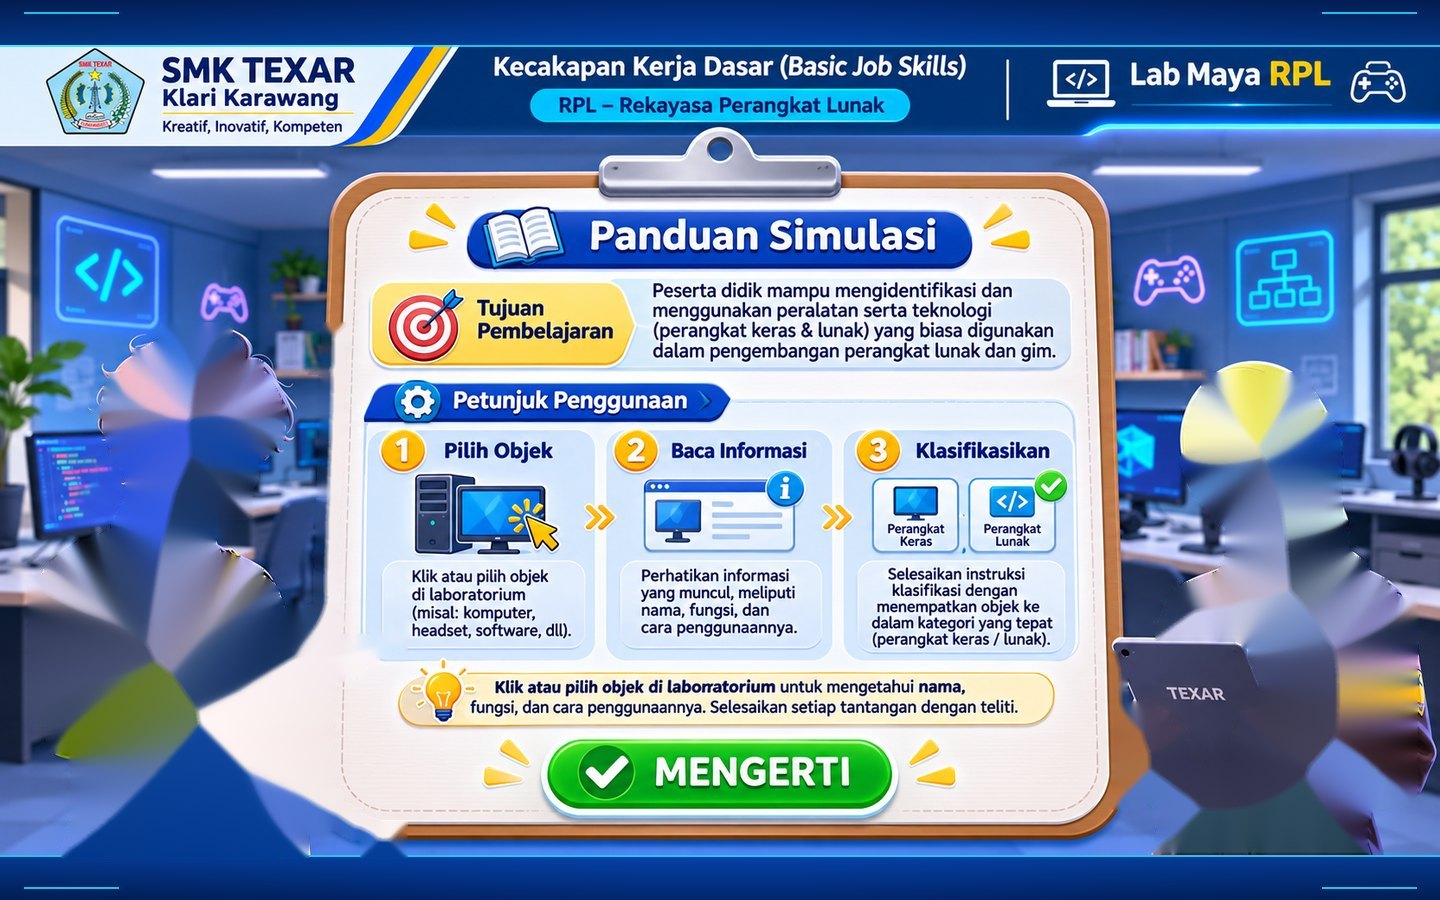 SMK TEXAR
SMK TEXAR
Klari Karawang
Kreatif, Inovatif, Kompeten
Kecakapan Kerja Dasar (Basic Job Skills)
RPL – Rekayasa Perangkat Lunak
</>
Lab Maya RPL
Panduan Simulasi
Tujuan
Pembelajaran
Peserta didik mampu mengidentifikasi dan
menggunakan peralatan serta teknologi
(perangkat keras & lunak) yang biasa digunakan
dalam pengembangan perangkat lunak dan gim.
Petunjuk Penggunaan
1 Pilih Objek
Klik atau pilih objek
di laboratorium
(misal: komputer,
headset, software, dll).
2 Baca Informasi
i
Perhatikan informasi
yang muncul, meliputi
nama, fungsi, dan
cara penggunaannya.
3 Klasifikasikan
Perangkat
Keras
</>
Perangkat
Lunak
Selesaikan instruksi
klasifikasi dengan
menempatkan objek ke
dalam kategori yang tepat
(perangkat keras / lunak).
Klik atau pilih objek di laborratorium untuk mengetahui nama,
fungsi, dan cara penggunaannya. Selesaikan setiap tantangan dengan teliti.
MENGERTI
</>
TEXAR